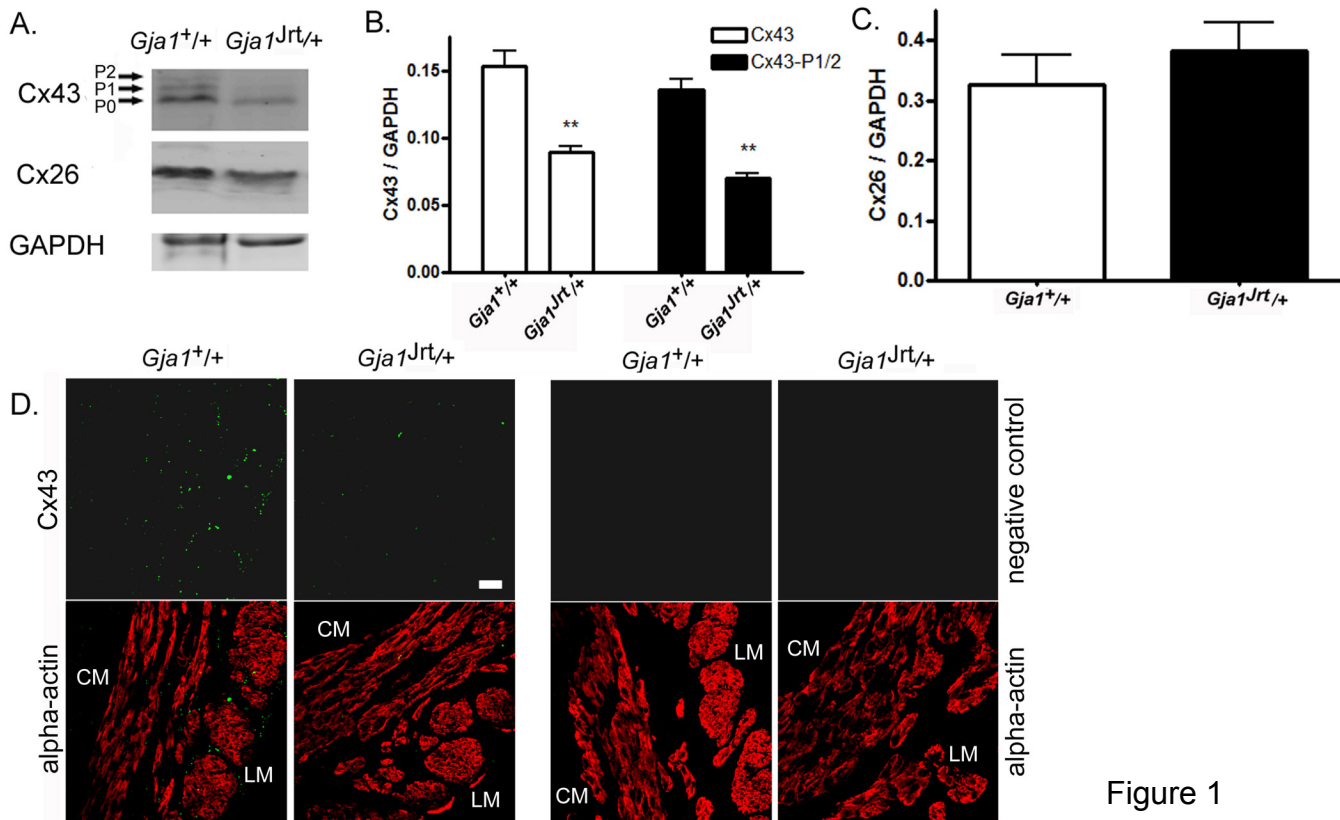 A.
Gja1+/+ Gja1Jrt/+
Cx43
P2
P1
P0
Cx26
GAPDH
B.
Cx43
Cx43-P1/2
Cx43 / GAPDH
0.15
0.10
0.05
0.00
**
**
Gja1+/+
Gja1Jrt/+
Gja1+/+
Gja1Jrt/+
C.
Cx26 / GAPDH
0.4
0.3
0.2
0.1
0.0
Gja1+/+
Gja1Jrt/+
D.
Gja1+/+ Gja1Jrt/+ Gja1+/+ Gja1Jrt/+
Cx43
negative control
alpha-actin
CM
LM
CM
LM
CM
LM
CM
LM
alpha-actin
Figure 1